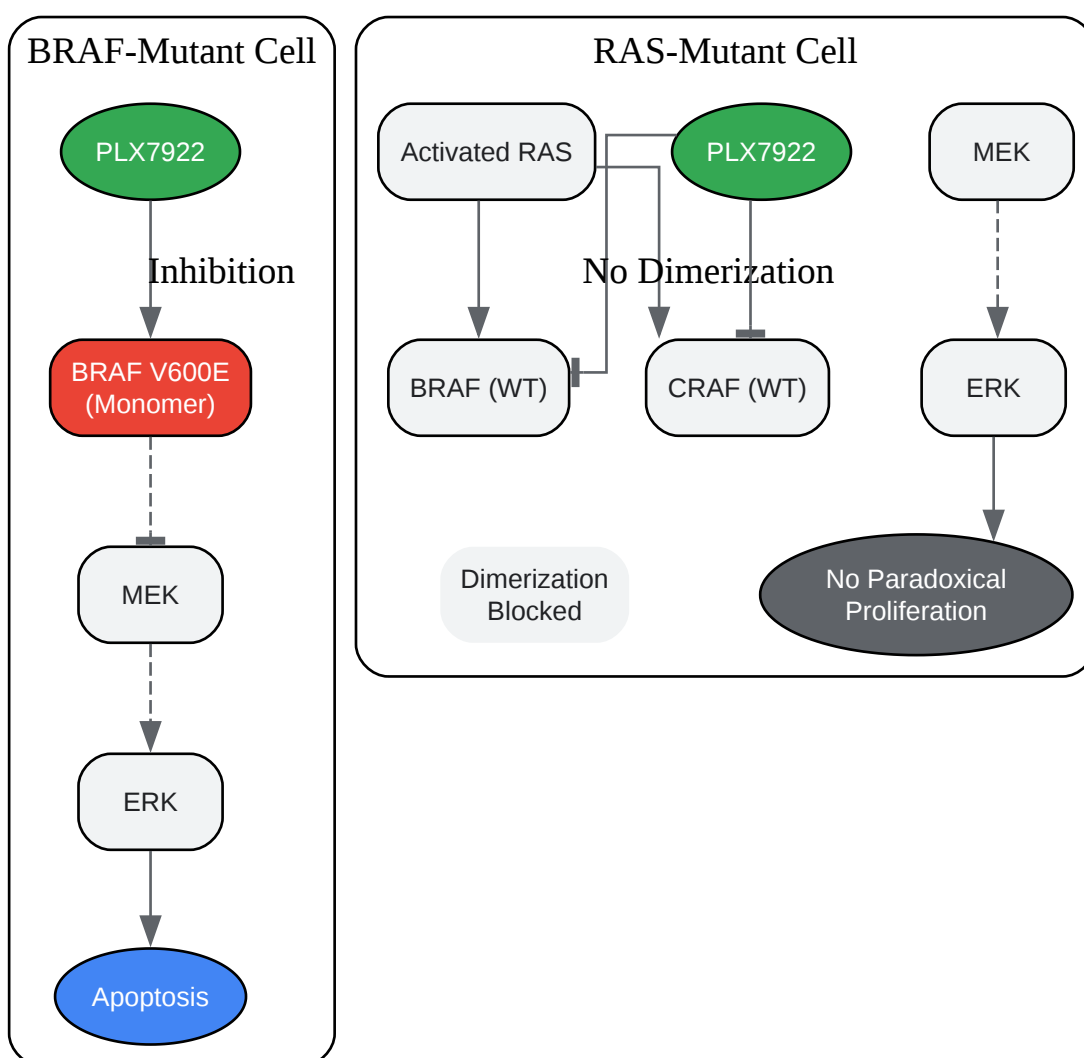 BRAF-Mutant Cell
PLX7922
Inhibition
BRAF V600E
(Monomer)
MEK
ERK
Apoptosis
RAS-Mutant Cell
Activated RAS
PLX7922
MEK
No Dimerization
BRAF (WT)
CRAF (WT)
ERK
Dimerization
Blocked
No Paradoxical
Proliferation